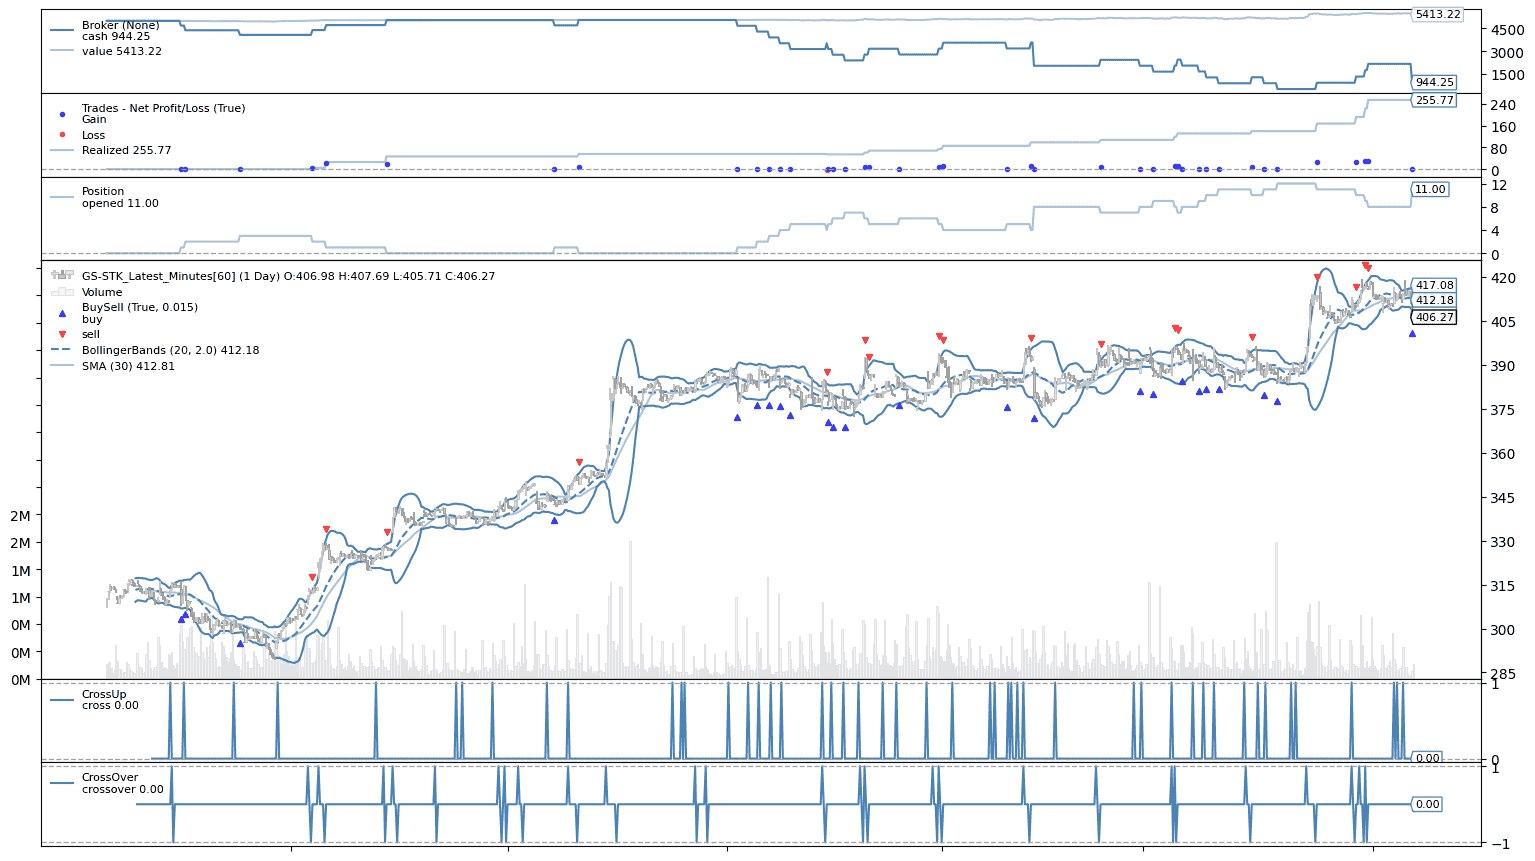 Broker (None)
cash 944.25
value 5413.22
5413.22
4500
3000
1500
944.25
Trades - Net Profit/Loss (True)
Gain
Loss
Realized 255.77
255.77
240
160
80
0
Position
opened 11.00
11.00
12
8
4
0
GS-STK_Latest_Minutes[60] (1 Day) O:406.98 H:407.69 L:405.71 C:406.27
Volume
BuySell (True, 0.015)
buy
sell
BollingerBands (20, 2.0) 412.18
SMA (30) 412.81
417.08
412.18
406.27
420
405
390
375
360
345
330
315
300
285
2M
2M
1M
1M
0M
0M
0M
CrossUp
cross 0.00
1
0
0.00
CrossOver
crossover 0.00
1
0.00
−1